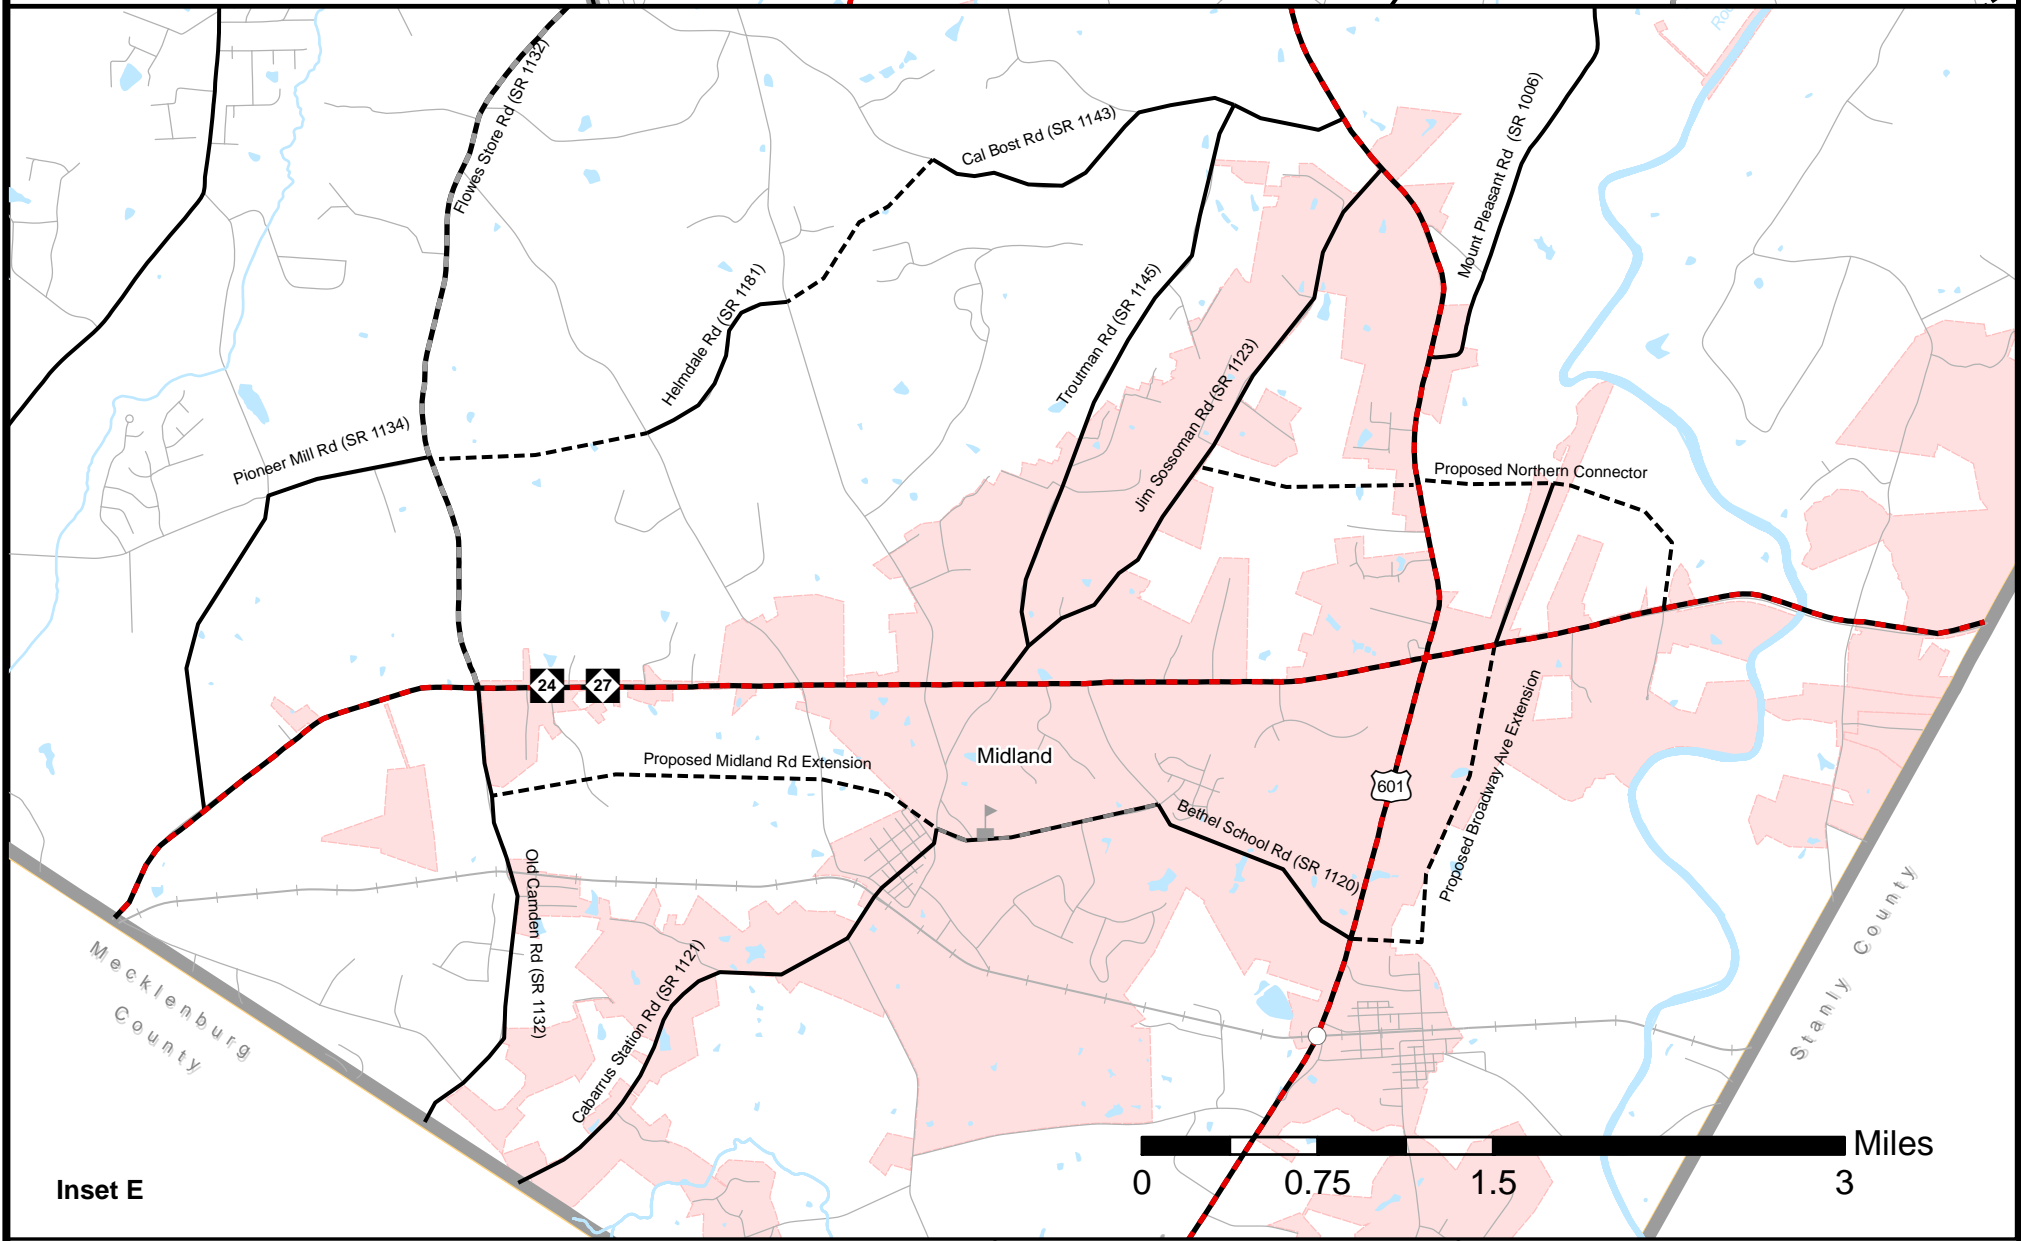 Ro
Flowes Store Rd (SR 1132)
Cal Bost Rd (SR 1143)
Mount Pleasant Rd (SR 1006)
Helmdale Rd (SR 1181)
Troutman Rd (SR 1145)
Jim Sossoman Rd (SR 1123)
Pioneer Mill Rd (SR 1134)
Proposed Northern Connector
24
27
Midland
Proposed Midland Rd Extension
601
Bethel School Rd (SR 1120)
Proposed Broadway Ave Extension
Old Camden Rd (SR 1132)
Cabarrus Station Rd (SR 1121)
Mecklenburg
County
Stanly County
Miles
0
0.75
1.5
3
Inset E